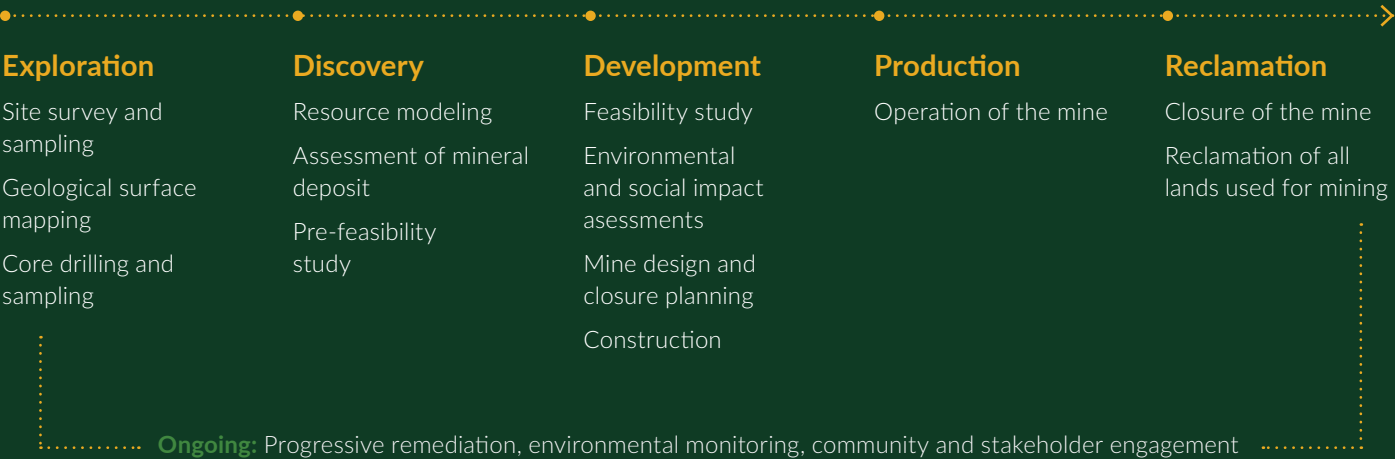 Exploration
Site survey and
sampling
Geological surface
mapping
Core drilling and
sampling
Discovery
Resource modeling
Assessment of mineral
deposit
Pre-feasibility
study
Development
Feasibility study
Environmental
and social impact
asessments
Mine design and
closure planning
Construction
Production
Operation of the mine
Reclamation
Closure of the mine
Reclamation of all
lands used for mining
Ongoing: Progressive remediation, environmental monitoring, community and stakeholder engagement